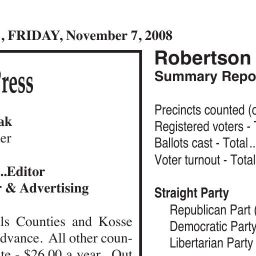 , FRIDAY, November 7, 2008
ress
ak
er
..Editor
r & Advertising
ls Counties and Kosse
dvance. All other coun-
te - $26.00 a year. Out
Robertson
Summary Repo
Precincts counted (o
Registered voters - T
Ballots cast - Total..
Voter turnout - Total
Straight Party
Republican Part (
Democratic Party
Libertarian Party